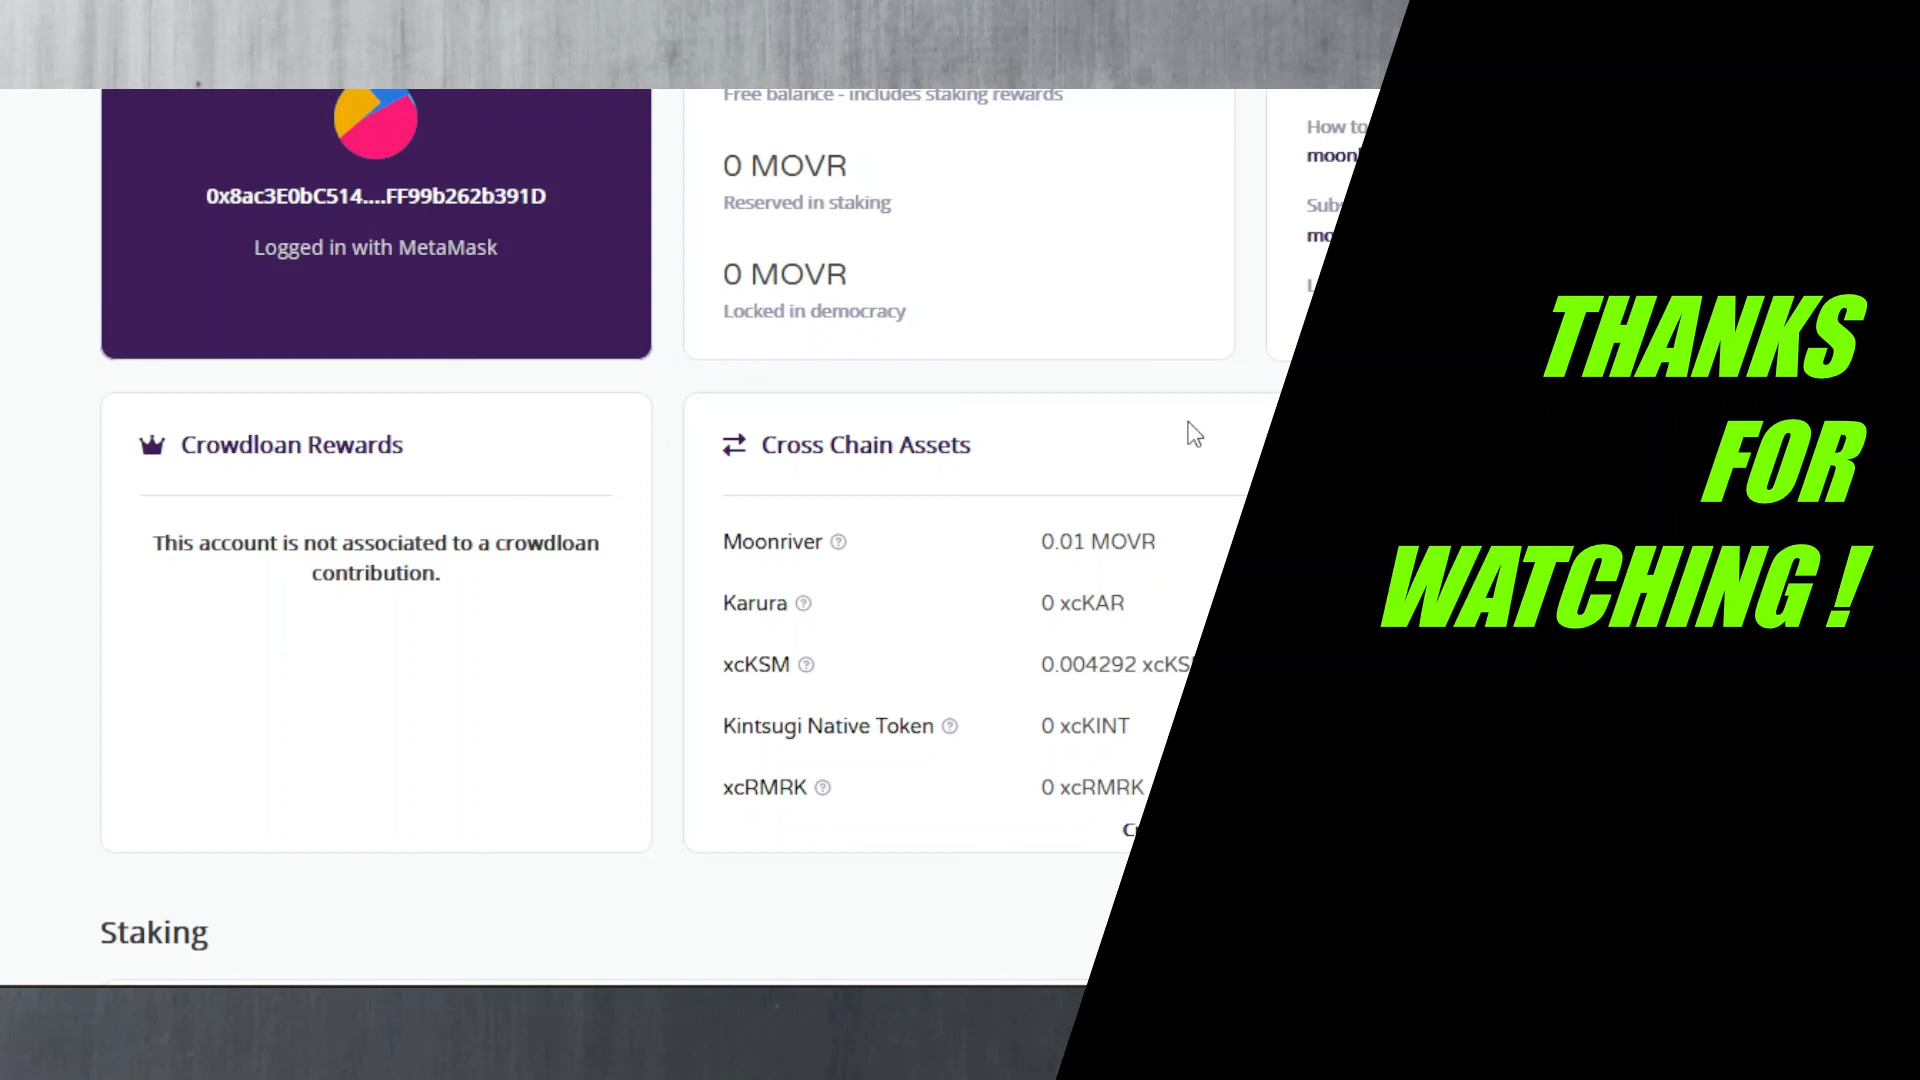 Free balance - includes staking rewards
0 MOVR
Reserved in staking
0 MOVR
Locked in democracy
0x8ac3E0bC514....FF99b262b391D
Logged in with MetaMask
How to
Crowdloan Rewards
This account is not associated to a crowdloan
contribution.
Cross Chain Assets
Moonriver 0.01 MOVR
Karura 0 xcKAR
xcKSM 0.004292 xcKS
Kintsugi Native Token 0 xcKINT
xcRMRK 0 xcRMRK
Staking
THANKS
FOR
WATCHING !